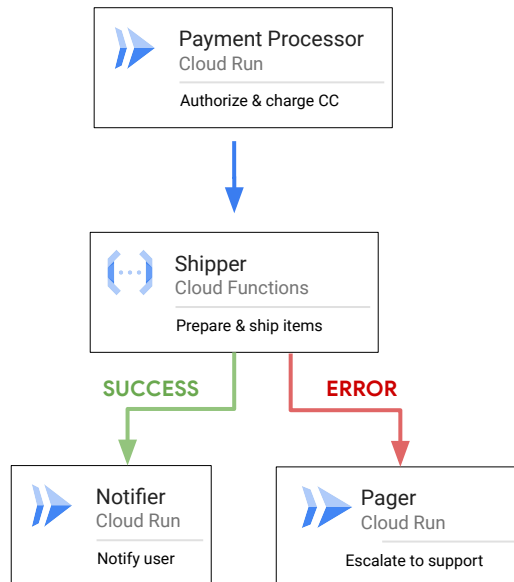 Payment Processor
Cloud Run
Authorize & charge CC
Shipper
Cloud Functions
Prepare & ship items
SUCCESS
ERROR
Notifier
Cloud Run
Notify user
Pager
Cloud Run
Escalate to support